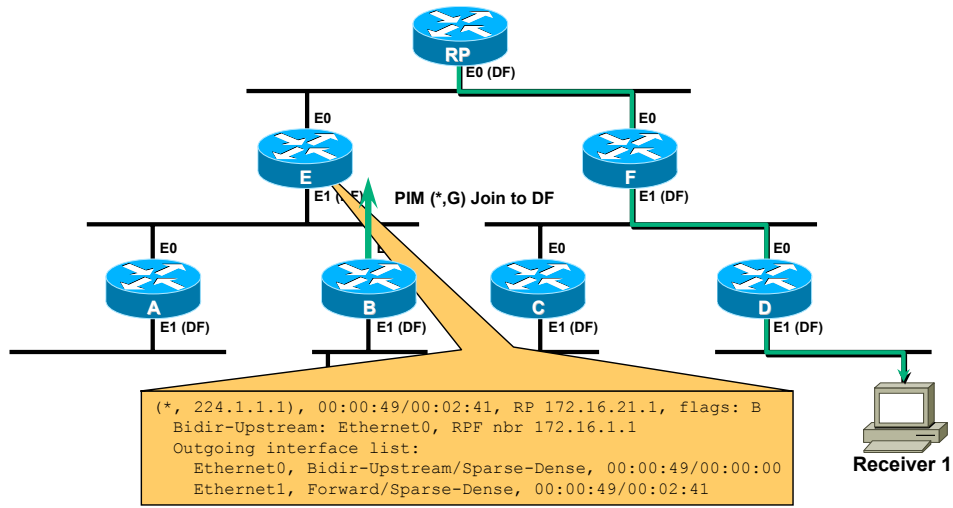 RP
E0 (DF)
E0
E0
E
F
E1 (DF)
PIM (*,G) Join to DF
E1 (DF)
E0
E0
E0
A
B
C
D
E1 (DF)
E1 (DF)
E1 (DF)
E1 (DF)
(*, 224.1.1.1), 00:00:49/00:02:41, RP 172.16.21.1, flags: B
Bidir-Upstream: Ethernet0, RPF nbr 172.16.1.1
Outgoing interface list:
Ethernet0, Bidir-Upstream/Sparse-Dense, 00:00:49/00:00:00
Ethernet1, Forward/Sparse-Dense, 00:00:49/00:02:41
Receiver 1